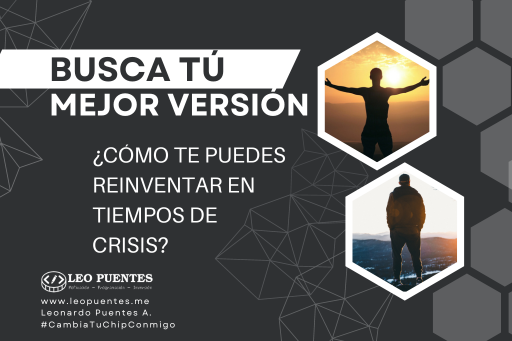 BUSCA TÚ
MEJOR VERSIÓN
¿CÓMO TE PUEDES
REINVENTAR EN
TIEMPOS DE
CRISIS?
LEO PUENTES
www.leopuentes.me
Leonardo Puentes A.
#CambiaTuChipConmigo